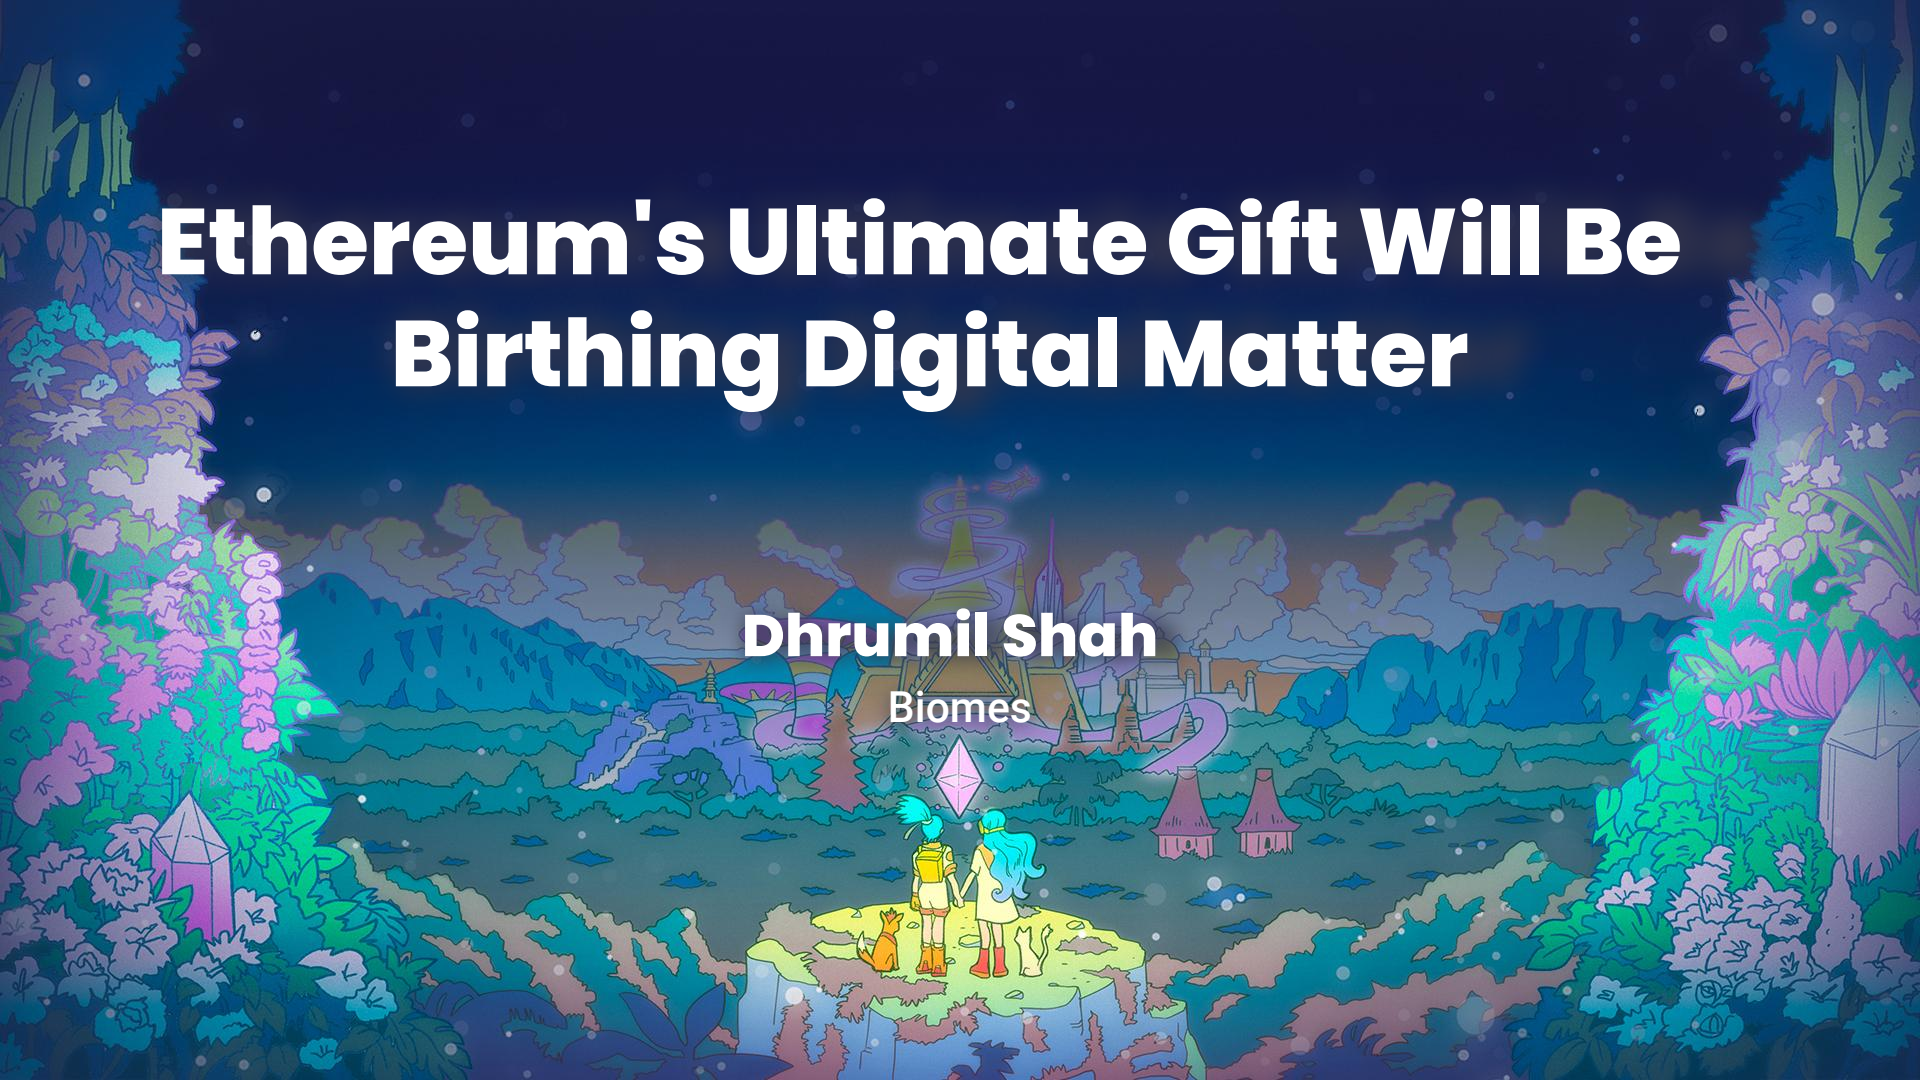 Ethereum's Ultimate Gift Will Be
Birthing Digital Matter
Dhrumil Shah
Biomes